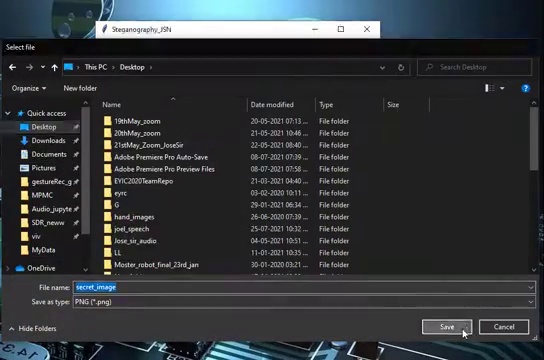 Steganography_JSN
Select file
This PC > Desktop >
Search Desktop
Organize
New folder
Name
Date modified
Type
Size
Quick access
Desktop
Downloads
Documents
Pictures
gestureRec_g
MPMC
Audio_jupyte
SDR_neww
viv
MyData
OneDrive
19thMay_zoom 20-05-2021 07:13 ... File folder
20thMay_zoom 21-05-2021 10:46 ... File folder
21stMay_Zoom_JoseSir 22-05-2021 08:40 ... File folder
Adobe Premiere Pro Auto-Save 08-07-2021 07:39 ... File folder
Adobe Premiere Pro Preview Files 08-07-2021 07:58 ... File folder
EYIC2020TeamRepo 21-03-2021 04:40 ... File folder
eyrc 03-02-2020 10:11 ... File folder
G 29-01-2021 06:34 ... File folder
hand_images 26-06-2020 07:39 ... File folder
joel_speech 25-07-2021 10:32 ... File folder
Jose_sir_audio 04-05-2021 10:51 ... File folder
LL 11-01-2021 10:35 ... File folder
Moster_robot_final_23rd_jan 30-01-2020 03:21 ... File folder
File name: secret_image
Save as type: PNG (*.png)
Hide Folders
Save
Cancel